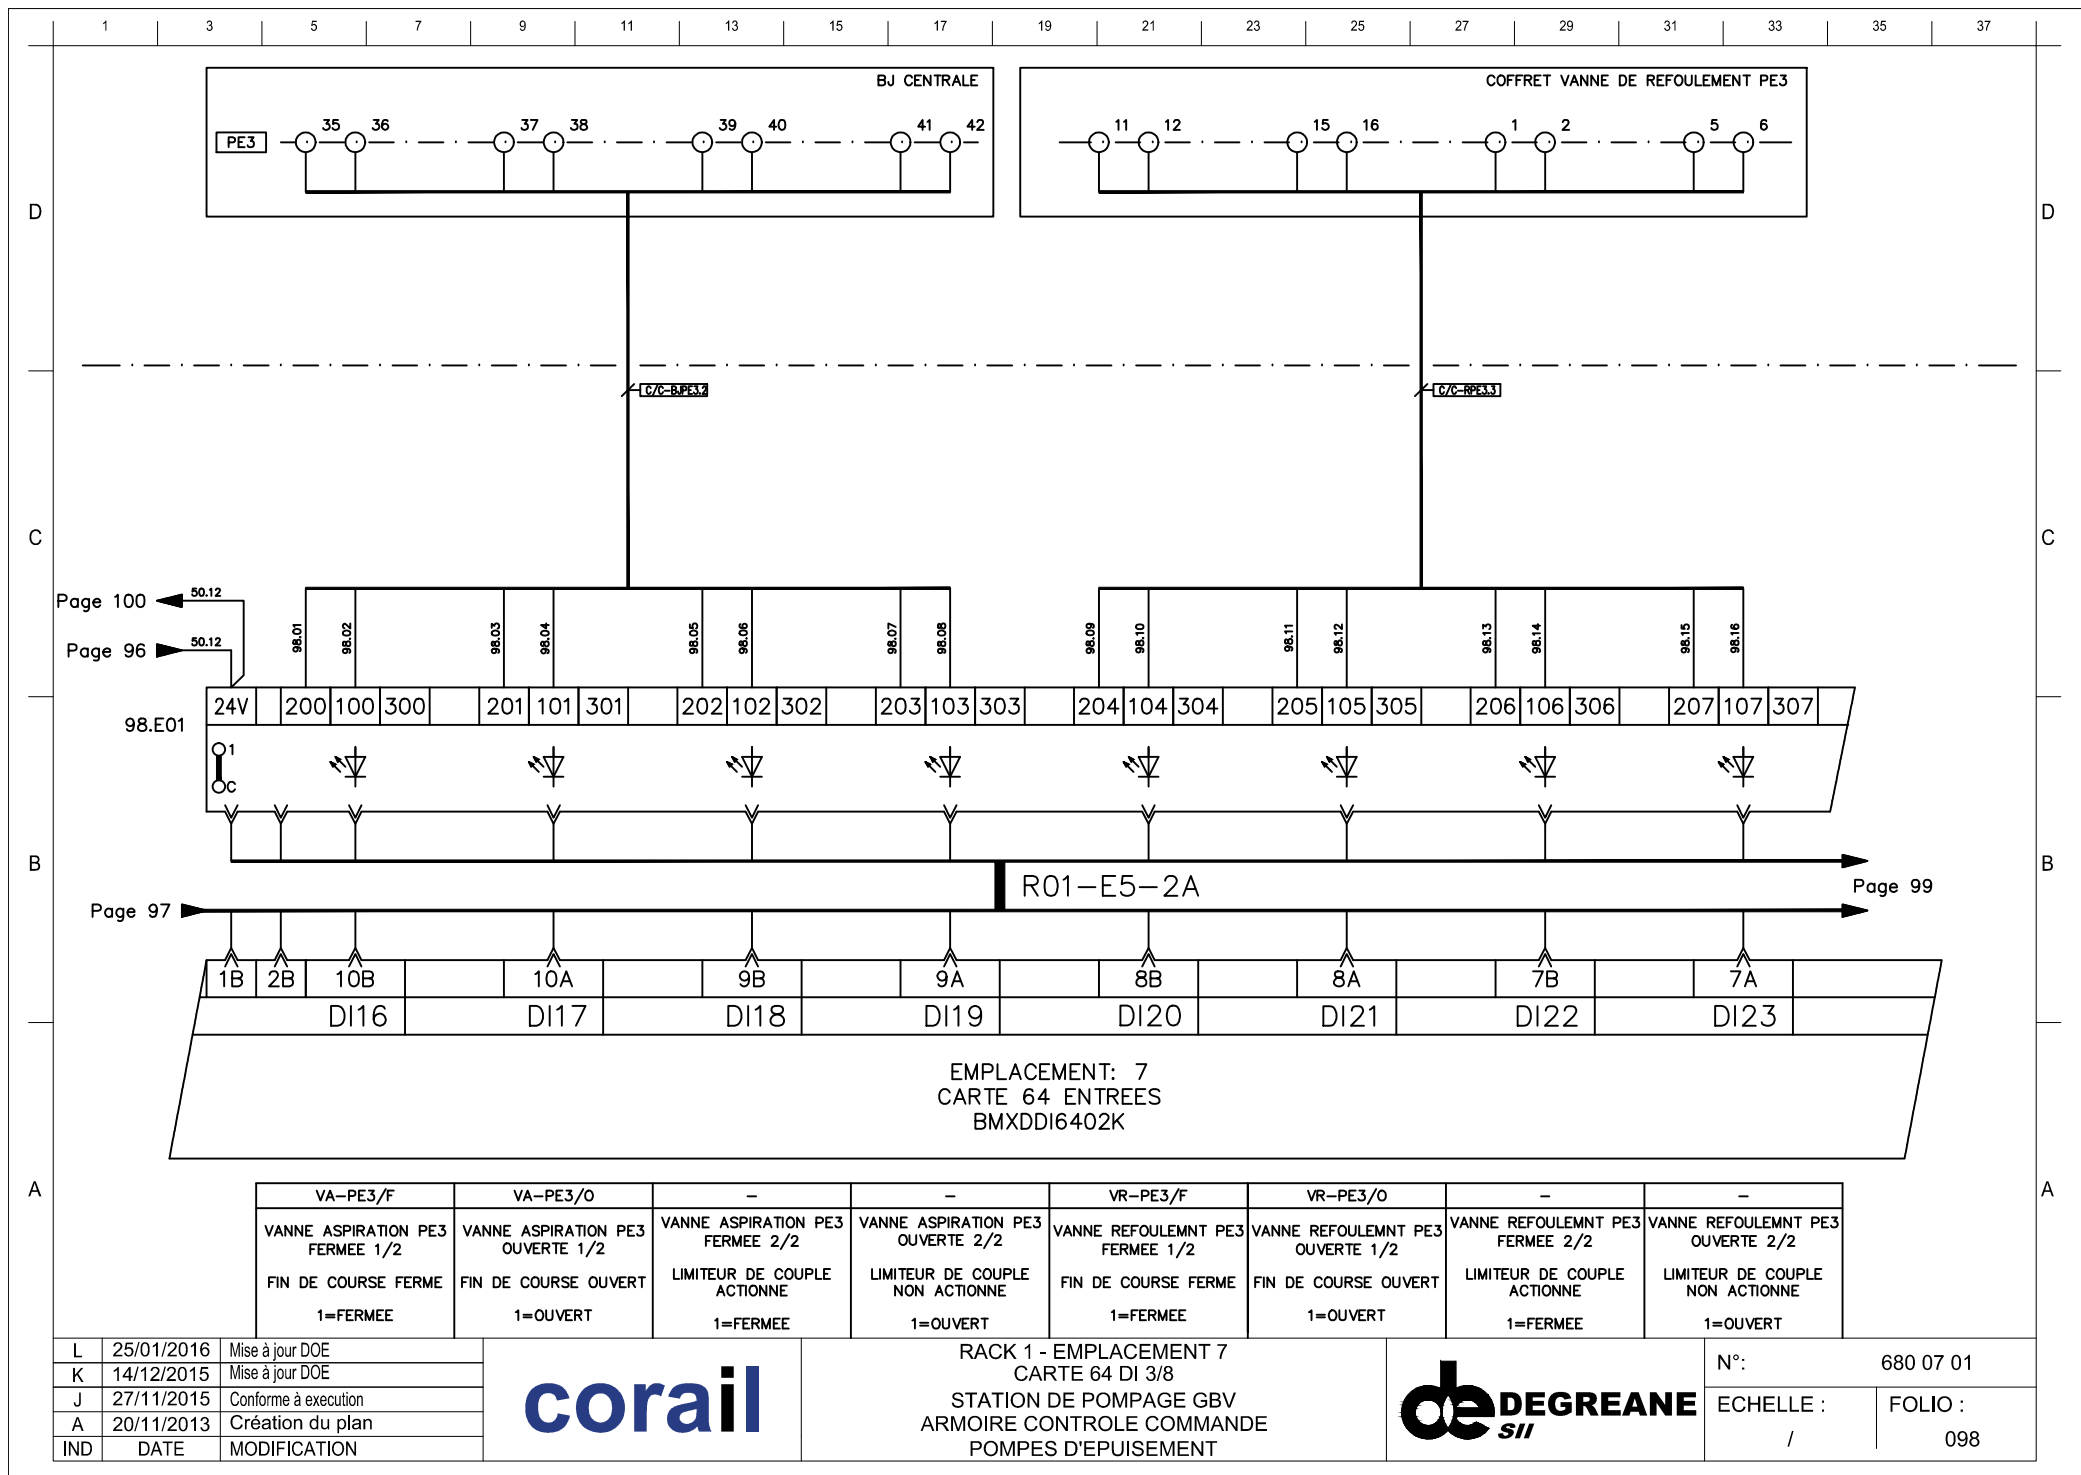 1 3 5 7 9 11 13 15 17 19 21 23 25 27 29 31 33 35 37
BJ CENTRALE
COFFRET VANNE DE REFOULEMENT PE3
PE3 35 36 37 38 39 40 41 42
11 12 15 16 1 2 5 6
D D
C/C-BJPE3.2 C/C-RPE3.3
C C
Page 100 50.12
Page 96 50.12
98.01 98.02 98.03 98.04 98.05 98.06 98.07 98.08 98.09 98.10 98.11 98.12 98.13 98.14 98.15 98.16
24V 200 100 300 201 101 301 202 102 302 203 103 303 204 104 304 205 105 305 206 106 306 207 107 307
98.E01
1
C
B B
R01-E5-2A
Page 99
Page 97
1B 2B 10B 10A 9B 9A 8B 8A 7B 7A
DI16 DI17 DI18 DI19 DI20 DI21 DI22 DI23
EMPLACEMENT: 7
CARTE 64 ENTREES
BMXDDI6402K
A A
VA-PE3/F
VANNE ASPIRATION PE3
FERMEE 1/2
FIN DE COURSE FERME
1=FERMEE
VA-PE3/O
VANNE ASPIRATION PE3
OUVERTE 1/2
FIN DE COURSE OUVERT
1=OUVERT
-
VANNE ASPIRATION PE3
FERMEE 2/2
LIMITEUR DE COUPLE
ACTIONNE
1=FERMEE
-
VANNE ASPIRATION PE3
OUVERTE 2/2
LIMITEUR DE COUPLE
NON ACTIONNE
1=OUVERT
VR-PE3/F
VANNE REFOULEMNT PE3
FERMEE 1/2
FIN DE COURSE FERME
1=FERMEE
VR-PE3/O
VANNE REFOULEMNT PE3
OUVERTE 1/2
FIN DE COURSE OUVERT
1=OUVERT
-
VANNE REFOULEMNT PE3
FERMEE 2/2
LIMITEUR DE COUPLE
ACTIONNE
1=FERMEE
-
VANNE REFOULEMNT PE3
OUVERTE 2/2
LIMITEUR DE COUPLE
NON ACTIONNE
1=OUVERT
L 25/01/2016 Mise à jour DOE
K 14/12/2015 Mise à jour DOE
J 27/11/2015 Conforme à execution
A 20/11/2013 Création du plan
IND DATE MODIFICATION
corail
RACK 1 - EMPLACEMENT 7
CARTE 64 DI 3/8
STATION DE POMPAGE GBV
ARMOIRE CONTROLE COMMANDE
POMPES D'EPUISEMENT
de DEGREANE
SII
N°: 680 07 01
ECHELLE :
/
FOLIO :
098